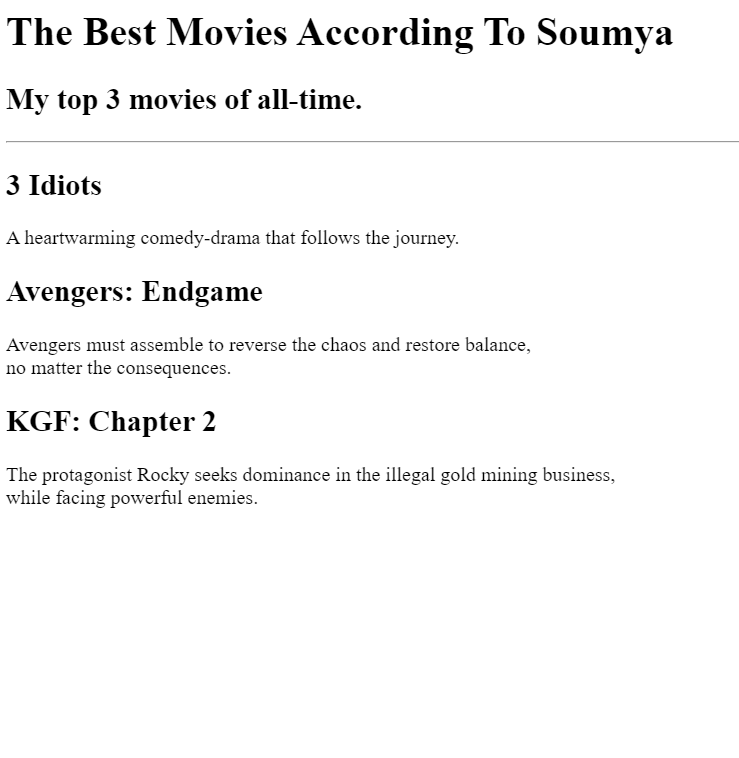 The Best Movies According To Soumya
My top 3 movies of all-time.
3 Idiots
A heartwarming comedy-drama that follows the journey.
Avengers: Endgame
Avengers must assemble to reverse the chaos and restore balance,
no matter the consequences.
KGF: Chapter 2
The protagonist Rocky seeks dominance in the illegal gold mining business,
while facing powerful enemies.